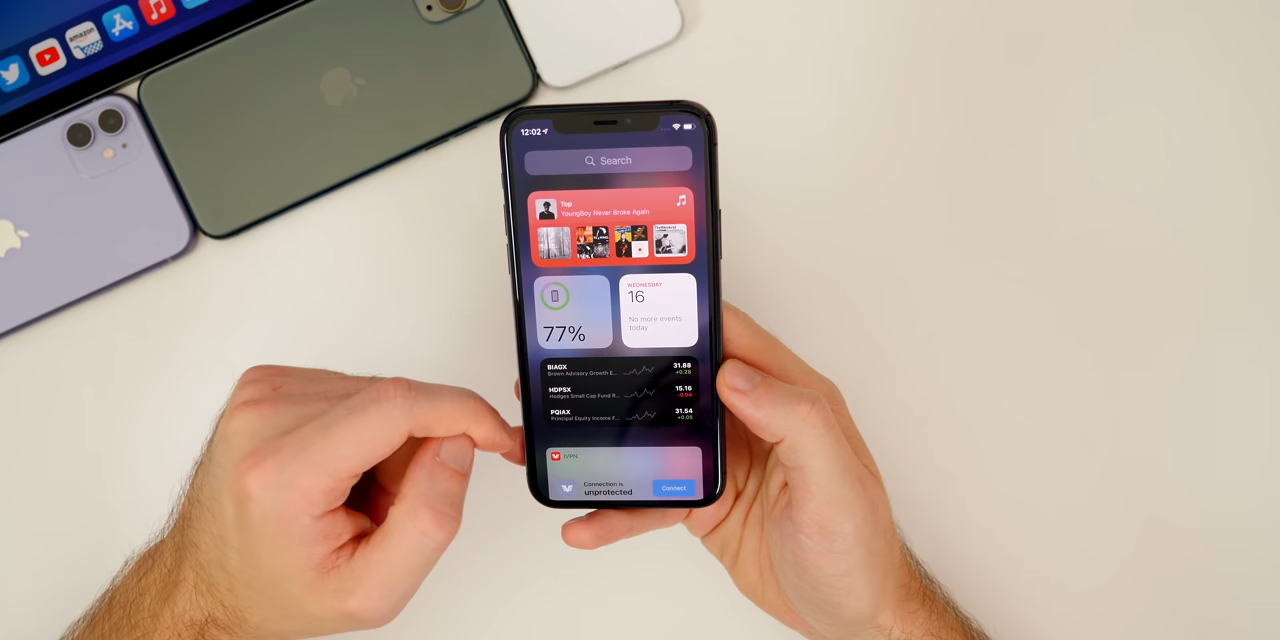 amazon
12:02
Search
Top
YoungBoy Never Broke Again
77%
WEDNESDAY
16
No more events
today
BIAGX
Brown Advisory Growth E...
31.88
+0.28
HDPSX
Hodges Small Cap Fund R...
15.16
-0.04
PQIAX
Principal Equity Income F...
31.54
+0.05
IVPN
Connection is
unprotected
Connect